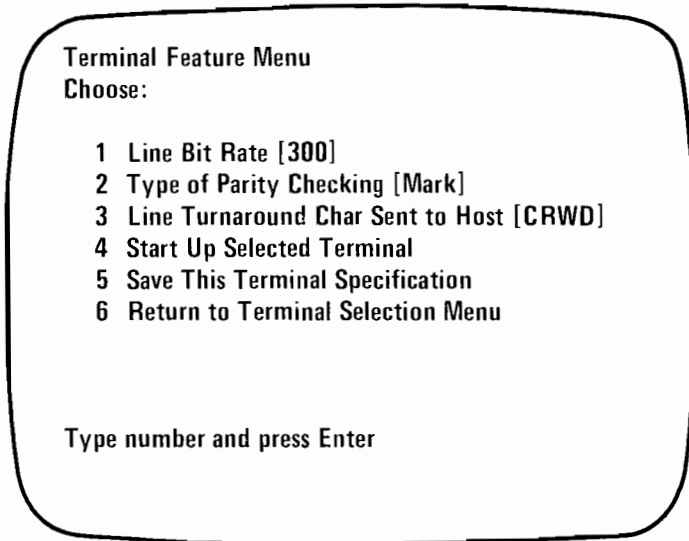 Terminal Feature Menu
Choose:
1 Line Bit Rate [300]
2 Type of Parity Checking [Mark]
3 Line Turnaround Char Sent to Host [CRWD]
4 Start Up Selected Terminal
5 Save This Terminal Specification
6 Return to Terminal Selection Menu
Type number and press Enter